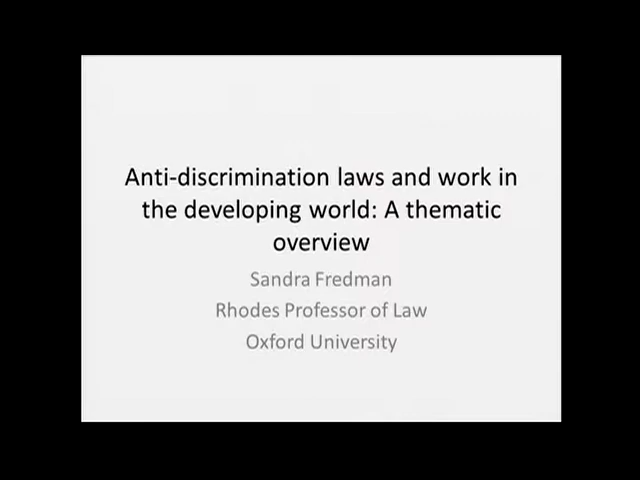 Anti-discrimination laws and work in
the developing world: A thematic
overview
Sandra Fredman
Rhodes Professor of Law
Oxford University